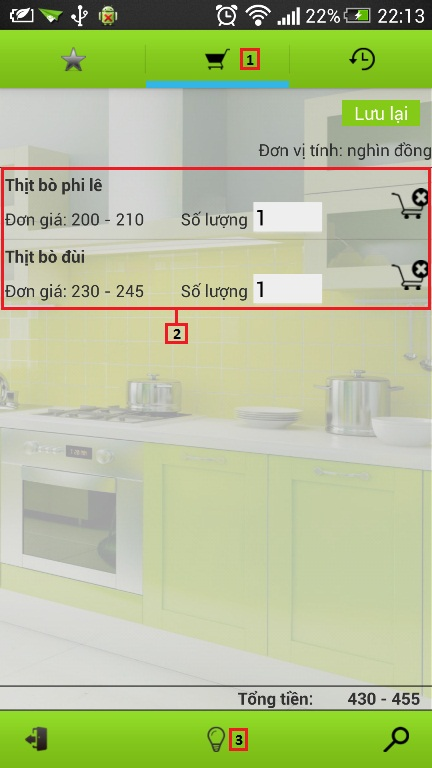 22% 22:13
1
Lưu lại
Đơn vị tính: nghìn đồng
Thịt bò phi lê
Đơn giá: 200 - 210 Số lượng 1
Thịt bò đùi
Đơn giá: 230 - 245 Số lượng 1
2
Tổng tiền: 430 - 455
3